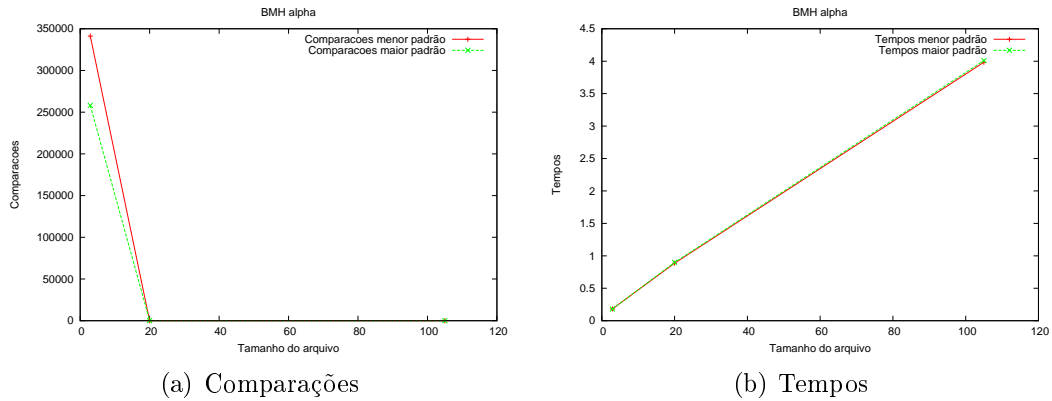 BMH alpha
350000
300000
250000
200000
150000
100000
50000
0
Comparacoes
Comparacoes menor padrão
Comparacoes maior padrão
0 20 40 60 80 100 120
Tamanho do arquivo
(a) Comparações
BMH alpha
4.5
4
3.5
3
2.5
2
1.5
1
0.5
0
Tempos
Tempos menor padrão
Tempos maior padrão
0 20 40 60 80 100 120
Tamanho do arquivo
(b) Tempos